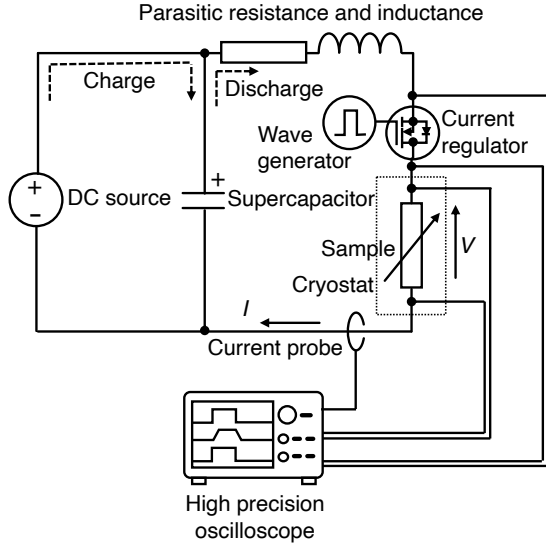 Parasitic resistance and inductance
Charge
Discharge
Wave
generator
Current
regulator
+
-
DC source
+
Supercapacitor
Sample
V
Cryostat
I
Current probe
High precision
oscilloscope